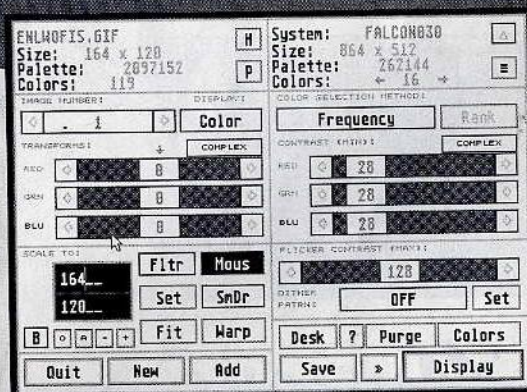 ENLWOFIS.GIF
Size: 164 x 120
Palette: 2097152
Colors: 119
H
P
System: FALCON030
Size: 864 x 512
Palette: 262144
Colors: 16
IMAGE NUMBER:
DISPLAY:
1
Color
TRANSFORMS:
COMPLEX
RED 0
GRN 0
BLU 0
COLOR SELECTION METHOD:
Frequency
Rank
CONTRAST (MIN):
COMPLEX
RED 28
GRN 28
BLU 28
SCALE TO:
164__
120__
Fltr
Mous
Set
SmDr
B
-
+
Fit
Warp
Quit
New
Add
FLICKER CONTRAST (MAX):
128
DITHER PATRN:
OFF
Set
Desk
?
Purge
Colors
Save
»
Display